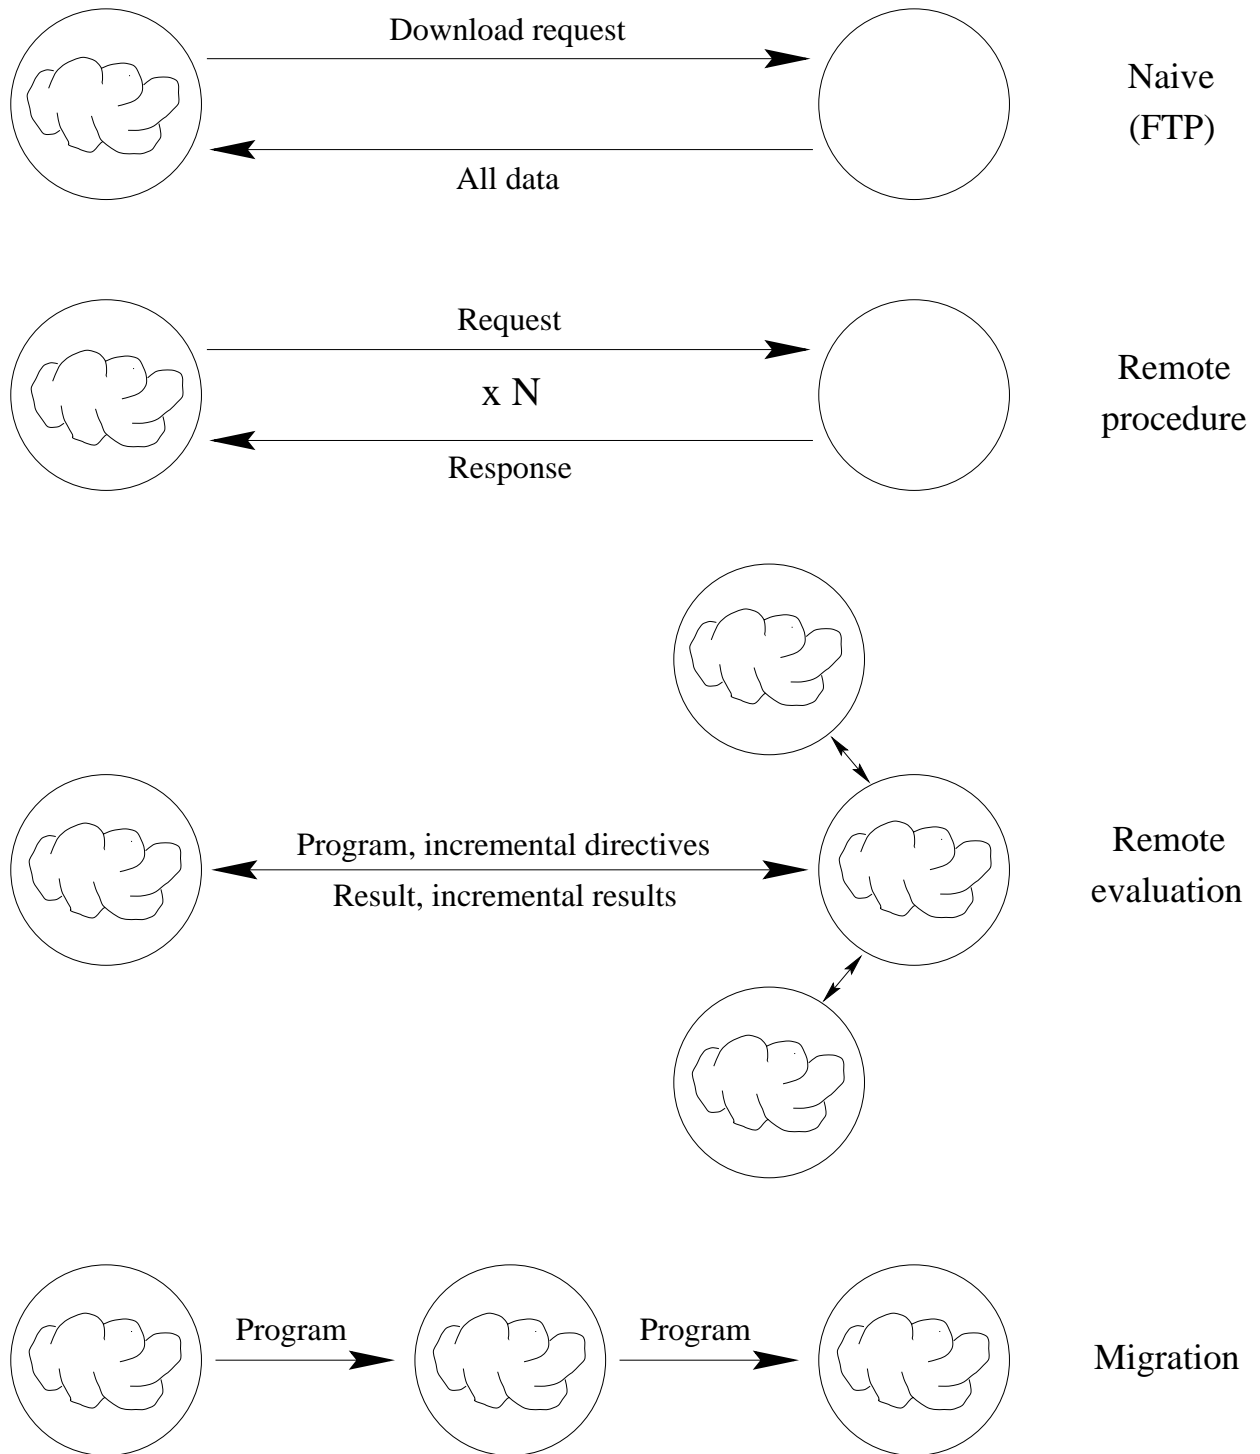 Download request
Naive
(FTP)
All data
Request
x N
Response
Remote
procedure
Program, incremental directives
Result, incremental results
Remote
evaluation
Program
Program
Migration